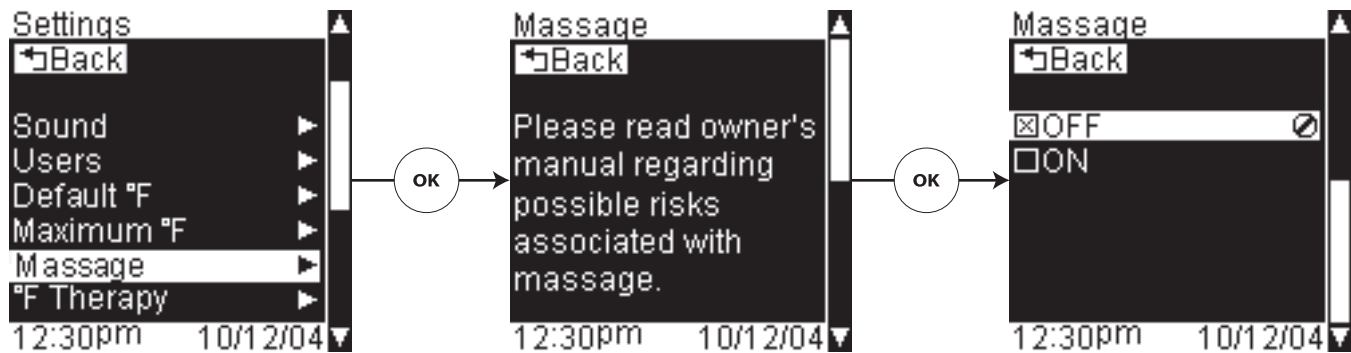 Settings
Back
Sound
Users
Default °F
Maximum °F
Massage
°F Therapy
12:30pm 10/12/04
OK
Massage
Back
Please read owner's
manual regarding
possible risks
associated with
massage.
12:30pm 10/12/04
OK
Massage
Back
OFF
ON
12:30pm 10/12/04